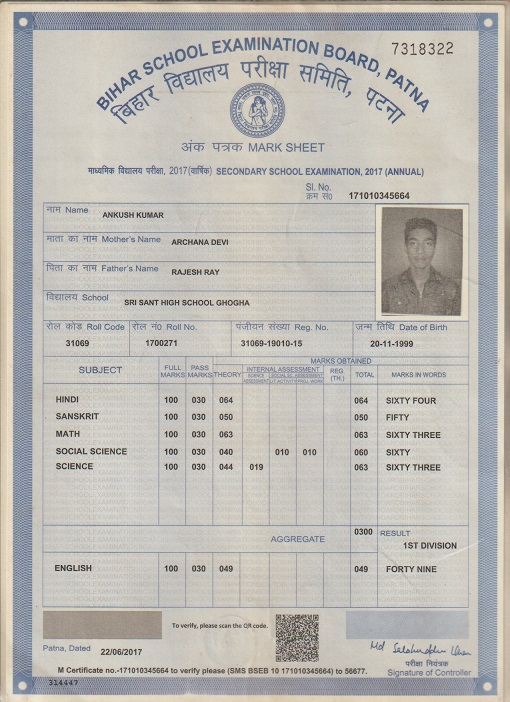 7318322
BIHAR SCHOOL EXAMINATION BOARD, PATNA
बिहार विद्यालय परीक्षा समिति, पटना
अंक पत्रक MARK SHEET
माध्यमिक विद्यालय परीक्षा, 2017 (वार्षिक) SECONDARY SCHOOL EXAMINATION, 2017 (ANNUAL)
Sl. No.
क्रम सं० 171010345664
नाम Name ANKUSH KUMAR
माता का नाम Mother's Name ARCHANA DEVI
पिता का नाम Father's Name RAJESH RAY
विद्यालय School SRI SANT HIGH SCHOOL GHOGHA
रोल कोड Roll Code रोल नं० Roll No. पंजीयन संख्या Reg. No. जन्म तिथि Date of Birth
31069 1700271 31069-19010-15 20-11-1999
MARKS OBTAINED
SUBJECT FULL MARKS PASS MARKS THEORY INTERNAL ASSESSMENT REG. (TH.) TOTAL MARKS IN WORDS
HINDI 100 030 064 064 SIXTY FOUR
SANSKRIT 100 030 050 050 FIFTY
MATH 100 030 063 063 SIXTY THREE
SOCIAL SCIENCE 100 030 040 010 010 060 SIXTY
SCIENCE 100 030 044 019 063 SIXTY THREE
AGGREGATE 0300 RESULT
1ST DIVISION
ENGLISH 100 030 049 049 FORTY NINE
To verify, please scan the QR code.
Patna, Dated 22/06/2017
परीक्षा नियंत्रक
Signature of Controller
M Certificate no.-171010345664 to verify please (SMS BSEB 10 171010345664) to 56677.
314447